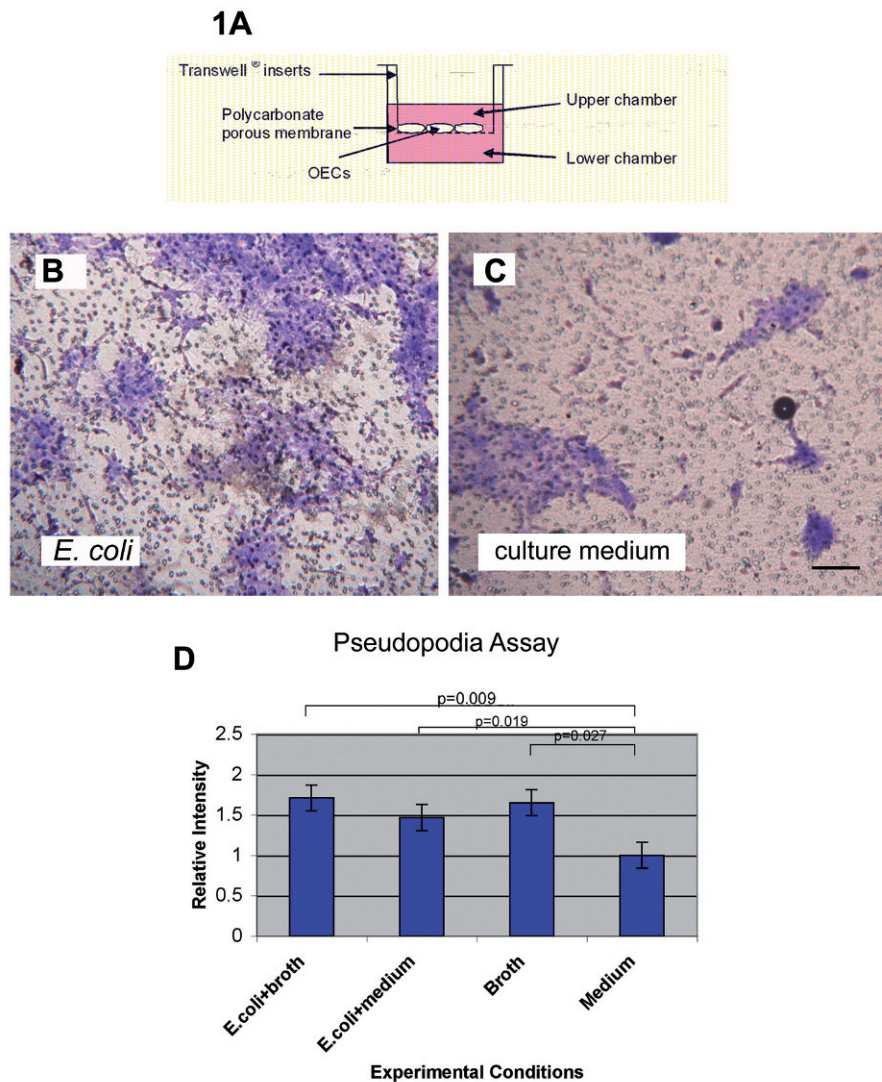 1A
Transwell ® inserts
Polycarbonate
porous membrane
OECs
Upper chamber
Lower chamber
B
E. coli
C
culture medium
D
Pseudopodia Assay
p=0.009
p=0.019
p=0.027
2.5
2
1.5
1
0.5
0
Relative Intensity
E.coli+broth
E.coli+medium
Broth
Medium
Experimental Conditions